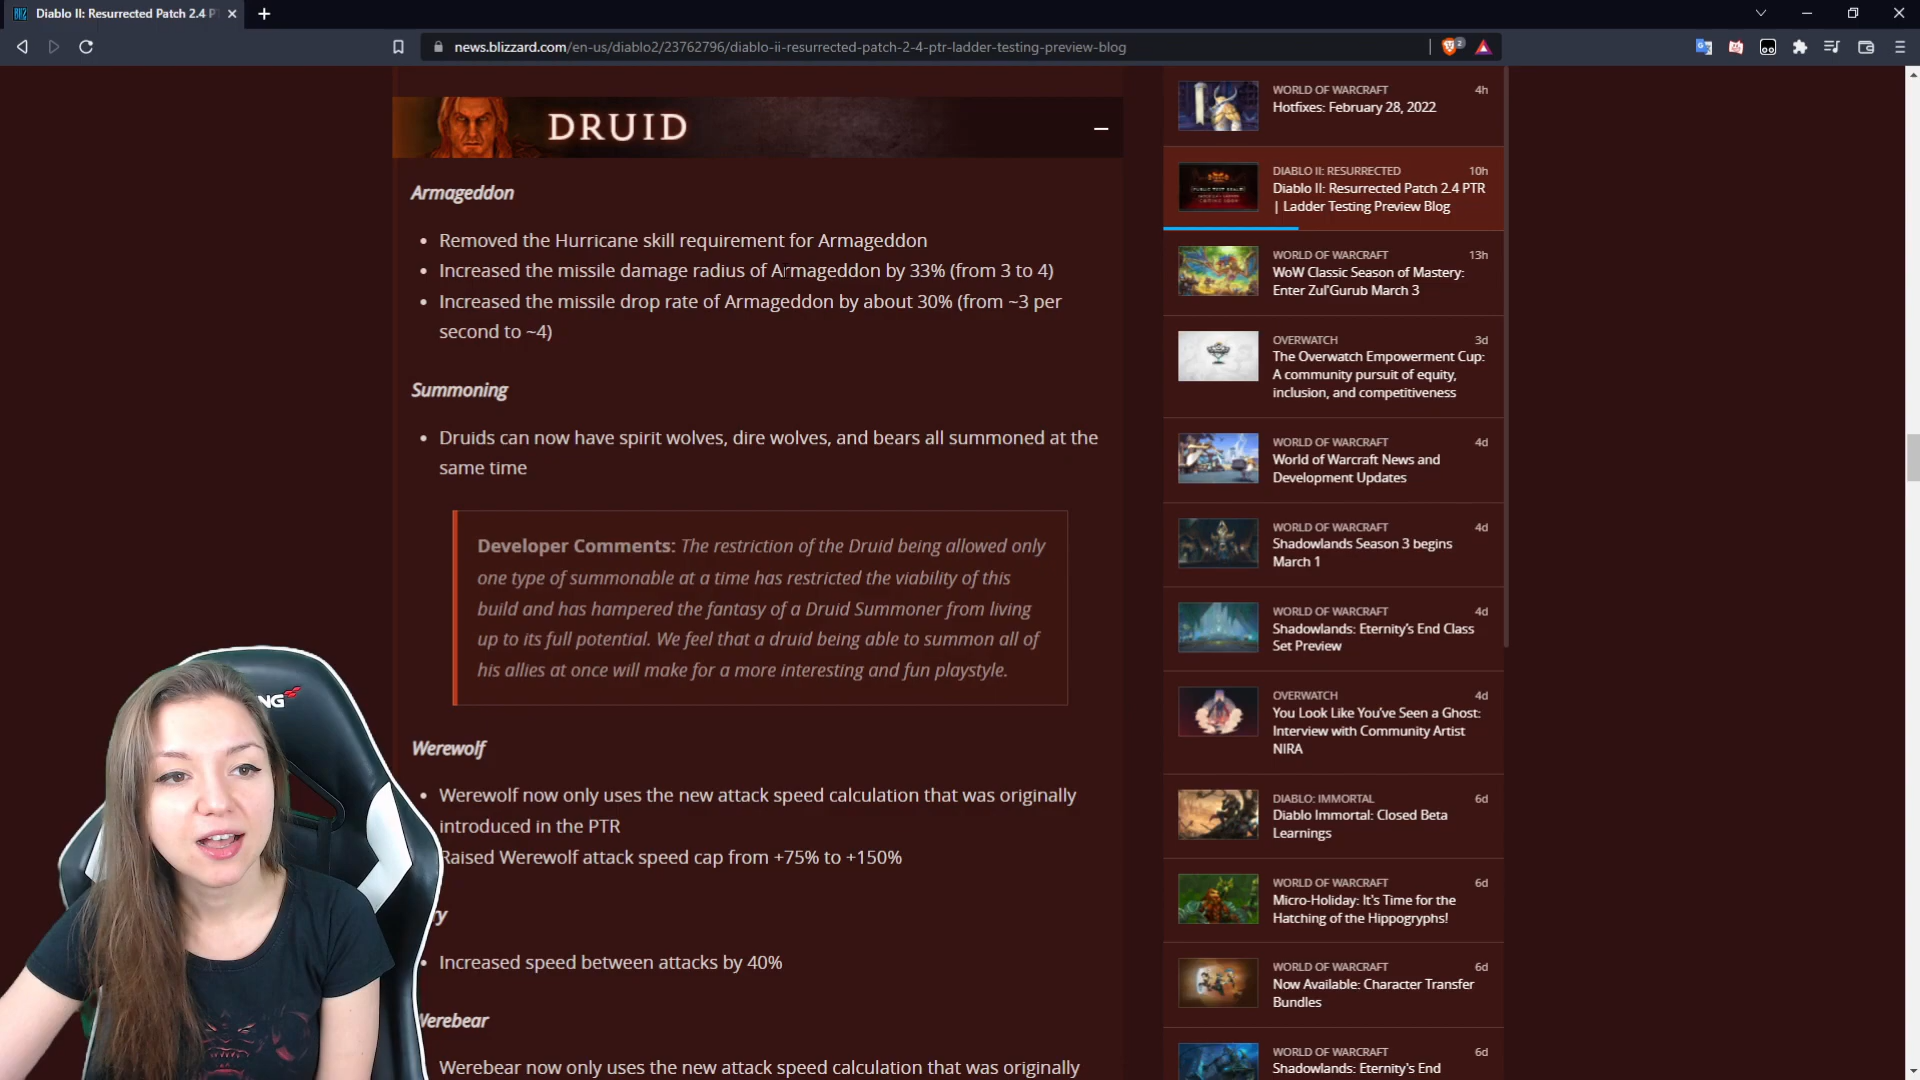 Diablo II: Resurrected Patch 2.4 P
news.blizzard.com/en-us/diablo2/23762796/diablo-ii-resurrected-patch-2-4-ptr-ladder-testing-preview-blog
2
DRUID
Armageddon
• Removed the Hurricane skill requirement for Armageddon
• Increased the missile damage radius of Armageddon by 33% (from 3 to 4)
• Increased the missile drop rate of Armageddon by about 30% (from ~3 per
second to ~4)
Summoning
• Druids can now have spirit wolves, dire wolves, and bears all summoned at the
same time
Developer Comments: The restriction of the Druid being allowed only
one type of summonable at a time has restricted the viability of this
build and has hampered the fantasy of a Druid Summoner from living
up to its full potential. We feel that a druid being able to summon all of
his allies at once will make for a more interesting and fun playstyle.
Werewolf
• Werewolf now only uses the new attack speed calculation that was originally
introduced in the PTR
Raised Werewolf attack speed cap from +75% to +150%
ry
• Increased speed between attacks by 40%
Werebear
Werebear now only uses the new attack speed calculation that was originally
WORLD OF WARCRAFT 4h
Hotfixes: February 28, 2022
DIABLO II: RESURRECTED 10h
Diablo II: Resurrected Patch 2.4 PTR
| Ladder Testing Preview Blog
WORLD OF WARCRAFT 13h
WoW Classic Season of Mastery:
Enter Zul'Gurub March 3
OVERWATCH 3d
The Overwatch Empowerment Cup:
A community pursuit of equity,
inclusion, and competitiveness
WORLD OF WARCRAFT 4d
World of Warcraft News and
Development Updates
WORLD OF WARCRAFT 4d
Shadowlands Season 3 begins
March 1
WORLD OF WARCRAFT 4d
Shadowlands: Eternity's End Class
Set Preview
OVERWATCH 4d
You Look Like You've Seen a Ghost:
Interview with Community Artist
NIRA
DIABLO: IMMORTAL 6d
Diablo Immortal: Closed Beta
Learnings
WORLD OF WARCRAFT 6d
Micro-Holiday: It's Time for the
Hatching of the Hippogryphs!
WORLD OF WARCRAFT 6d
Now Available: Character Transfer
Bundles
WORLD OF WARCRAFT 6d
Shadowlands: Eternity's End